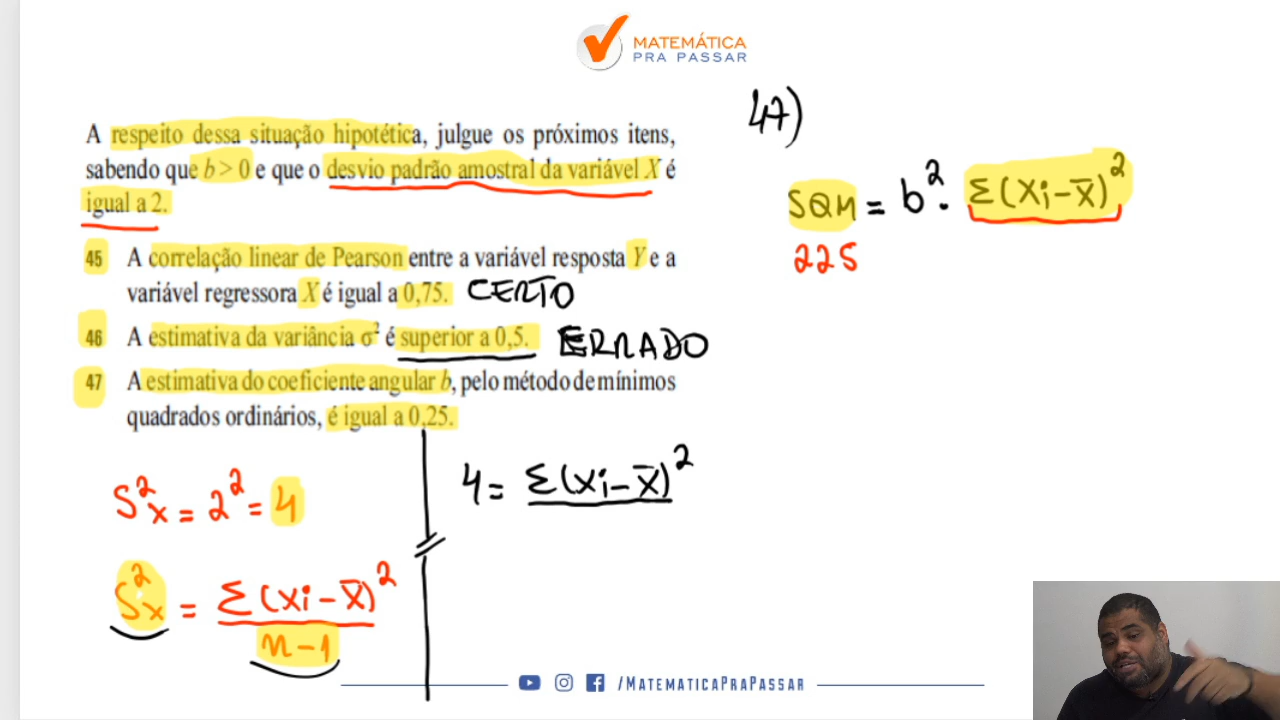 MATEMÁTICA
PRA PASSAR
A respeito dessa situação hipotética, julgue os próximos itens,
sabendo que b > 0 e que o desvio padrão amostral da variável X é
igual a 2.
45 A correlação linear de Pearson entre a variável resposta Y e a
variável regressora X é igual a 0,75. CERTO
46 A estimativa da variância σ² é superior a 0,5. ERRADO
47 A estimativa do coeficiente angular b, pelo método de mínimos
quadrados ordinários, é igual a 0,25.
47)
SQM = b² · Σ(Xi - X̄)²
225
S²x = 2² = 4
S²x = Σ(Xi - X̄)²
n - 1
4 = Σ(Xi - X̄)²
/MATEMATICAPRAPASSAR